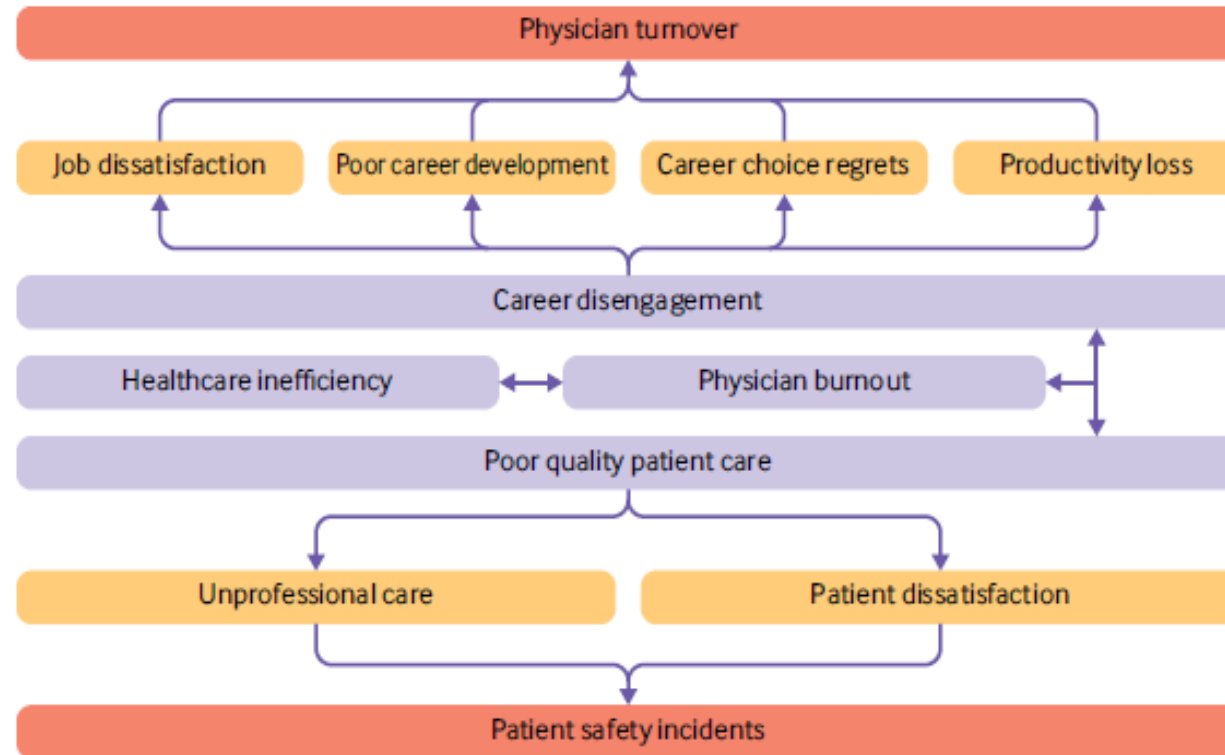 Physician turnover
Job dissatisfaction
Poor career development
Career choice regrets
Productivity loss
Career disengagement
Healthcare inefficiency
Physician burnout
Poor quality patient care
Unprofessional care
Patient dissatisfaction
Patient safety incidents